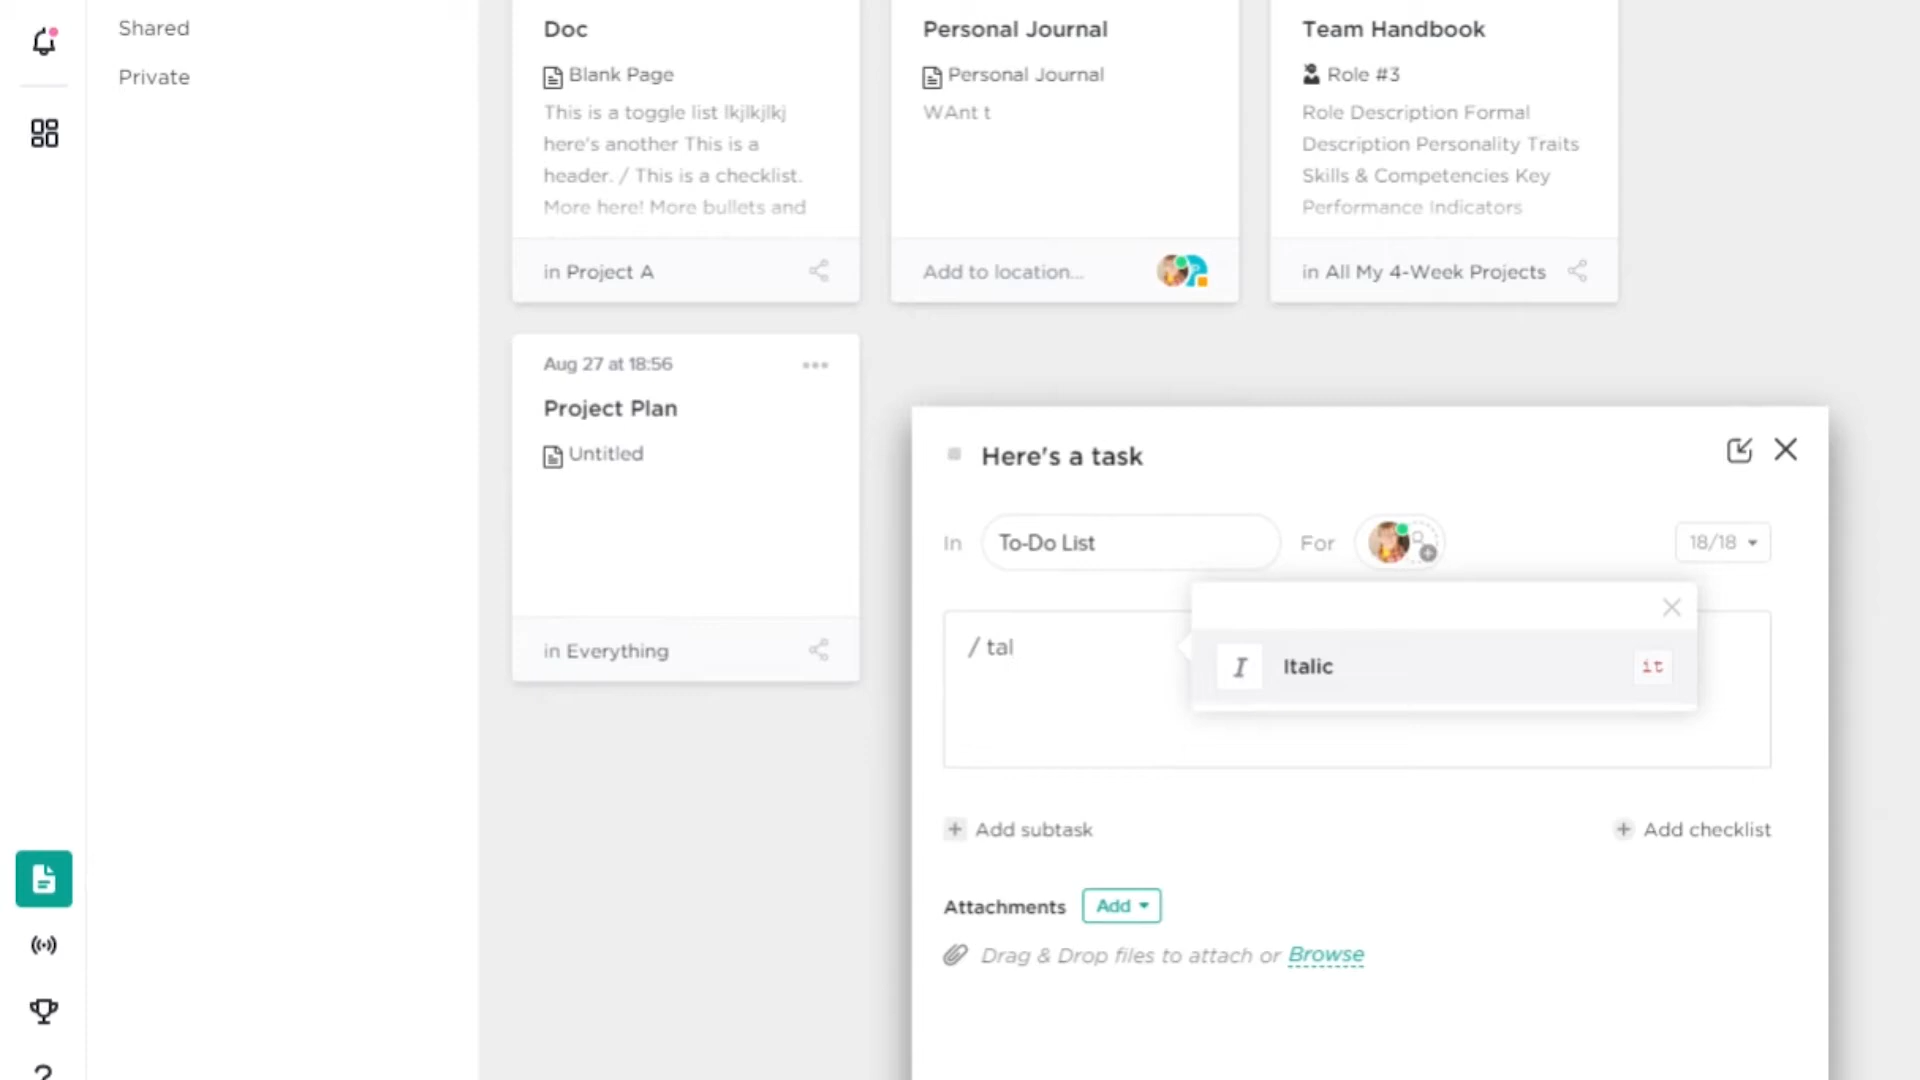 Shared
Private
Doc
Blank Page
This is a toggle list lkjlkjlkj
here's another This is a
header. / This is a checklist.
More here! More bullets and
in Project A
Personal Journal
Personal Journal
WAnt t
Add to location...
Team Handbook
Role #3
Role Description Formal
Description Personality Traits
Skills & Competencies Key
Performance Indicators
in All My 4-Week Projects
Aug 27 at 18:56
Project Plan
Untitled
in Everything
Here's a task
In To-Do List For 18/18
/ tal
Italic it
Add subtask
Add checklist
Attachments Add
Drag & Drop files to attach or Browse
?